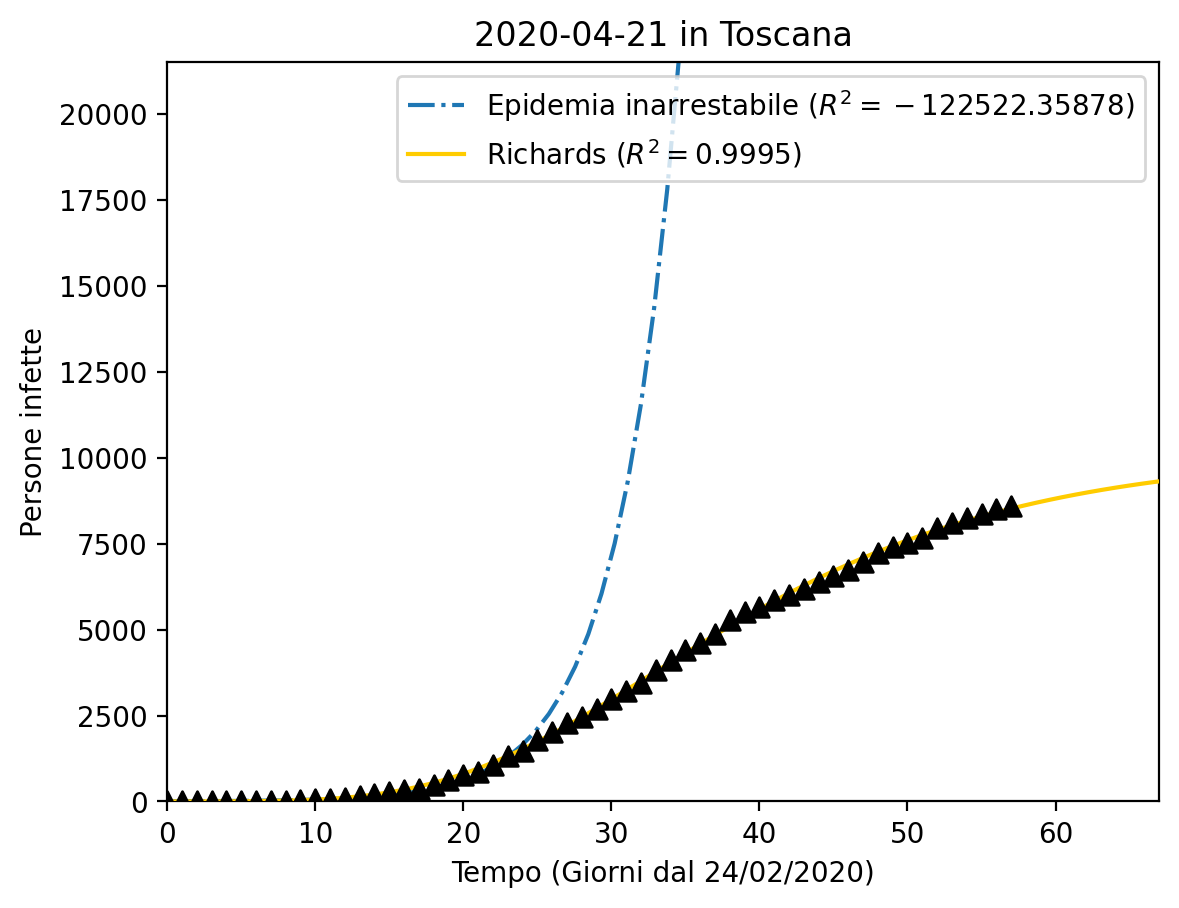 2020-04-21 in Toscana
Epidemia inarrestabile (R² = −122522.35878)
Richards (R² = 0.9995)
Persone infette
20000
17500
15000
12500
10000
7500
5000
2500
0
0 10 20 30 40 50 60
Tempo (Giorni dal 24/02/2020)